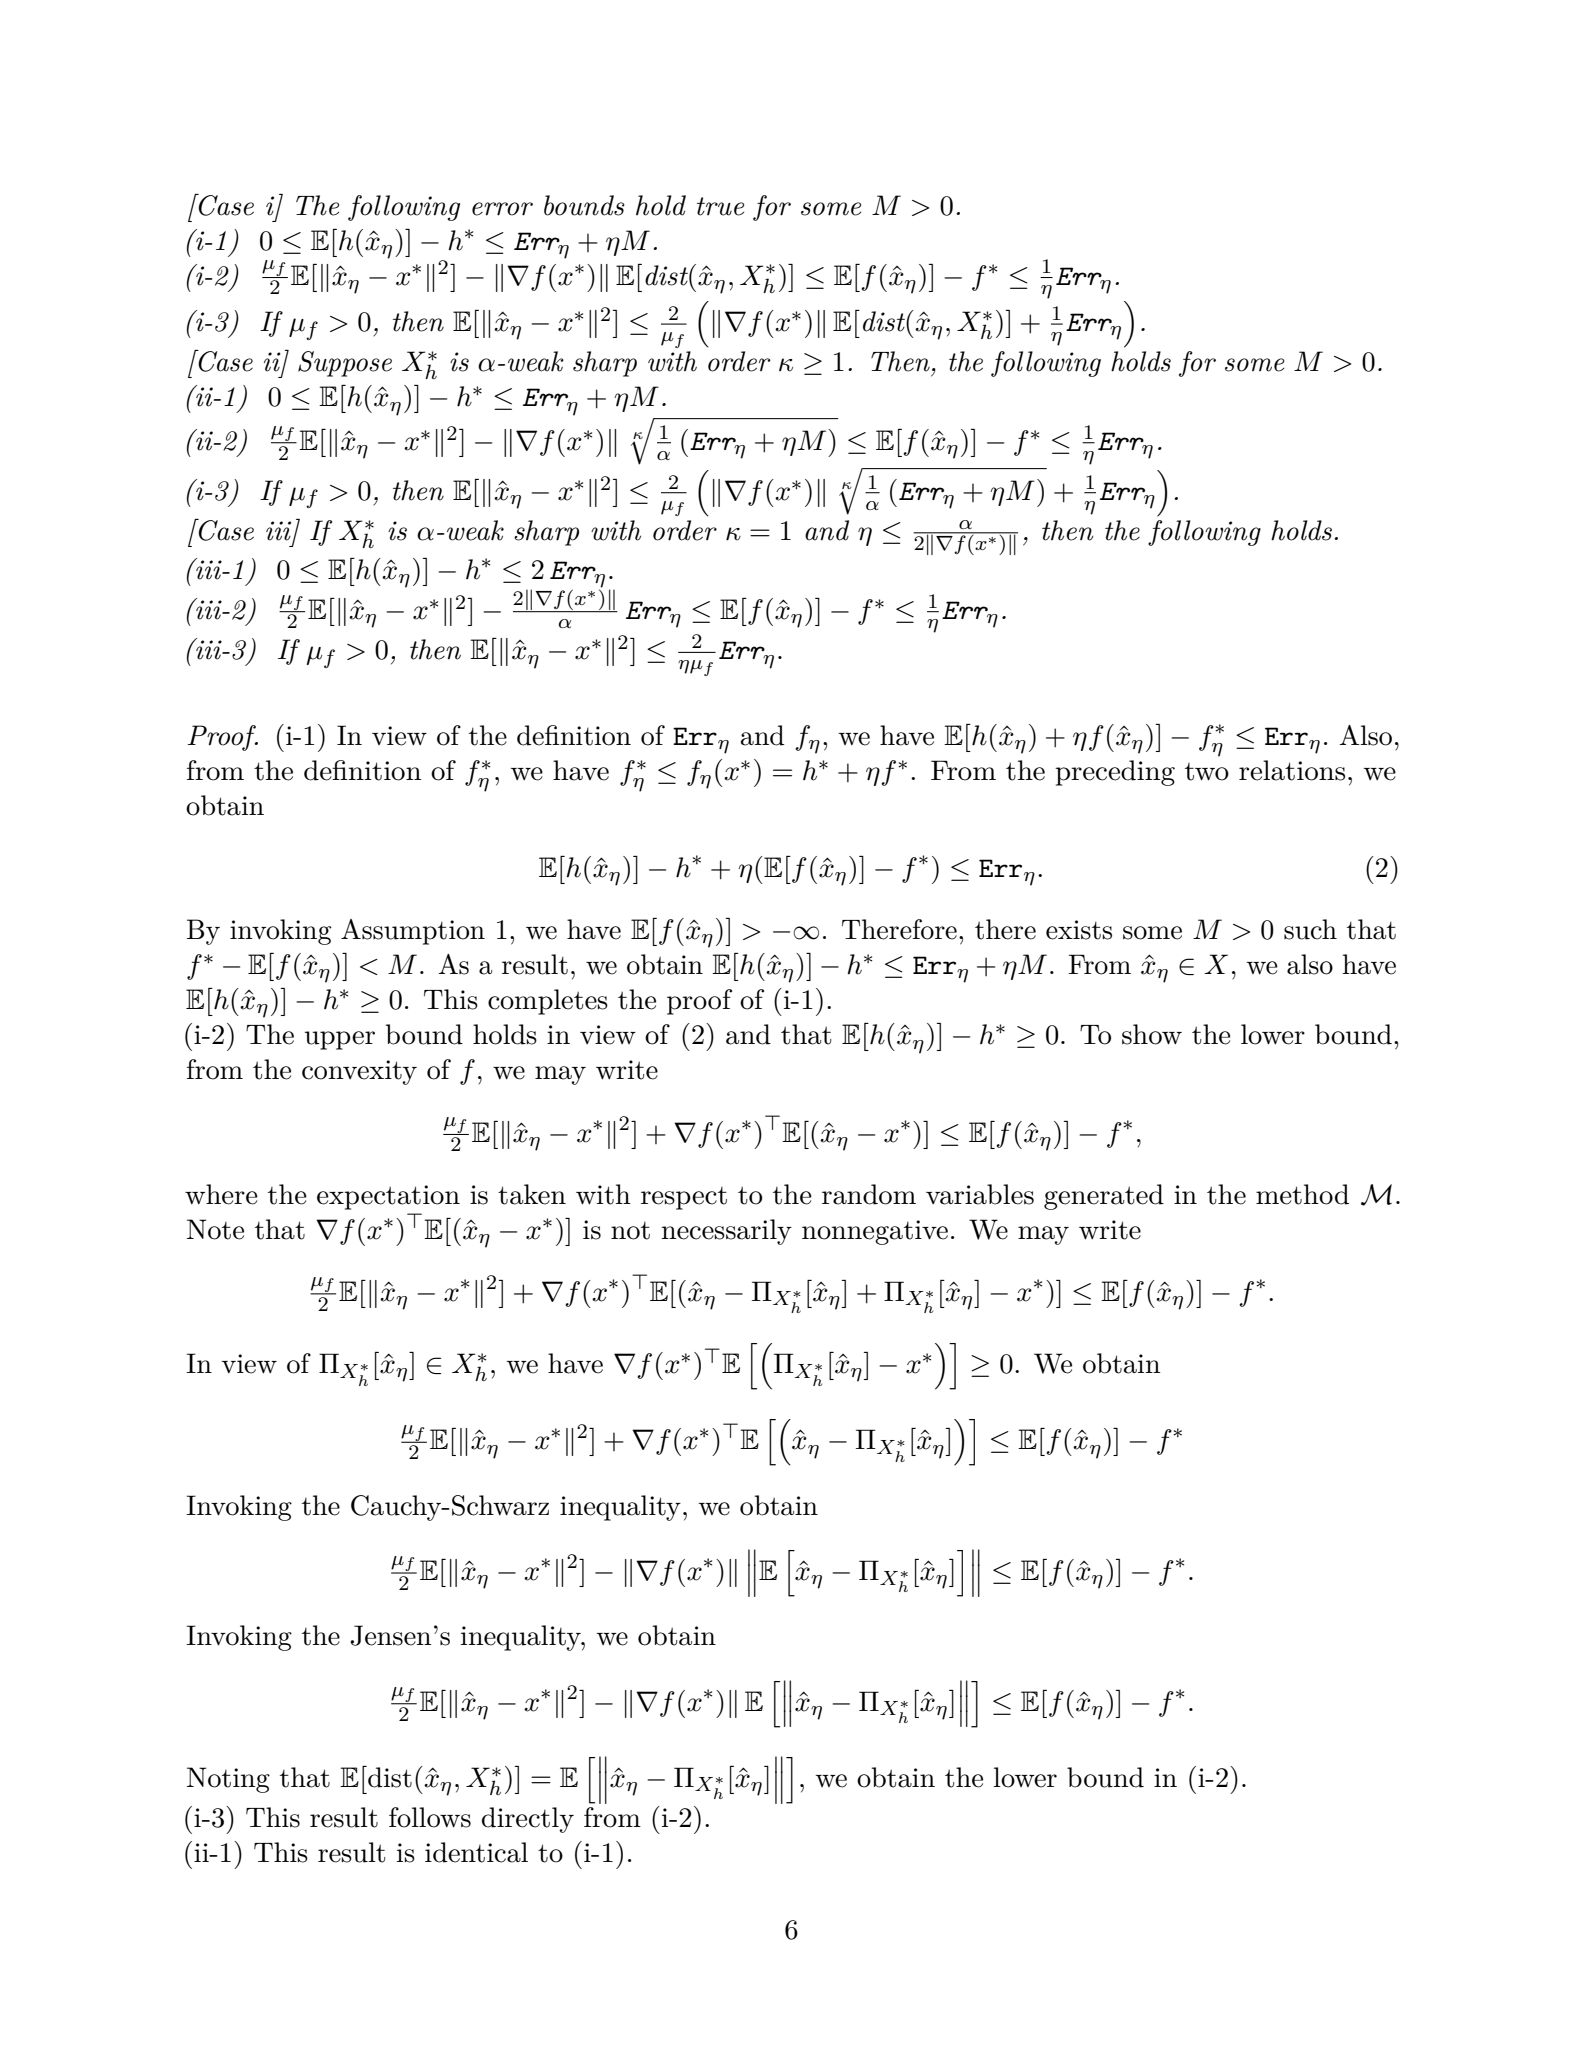 [Case i] The following error bounds hold true for some M > 0.
(i-1) 0 ≤ 𝔼[h(x̂_η)] − h* ≤ Err_η + ηM.
(i-2) μ_f/2 𝔼[‖x̂_η − x*‖²] − ‖∇f(x*)‖ 𝔼[dist(x̂_η, X*_h)] ≤ 𝔼[f(x̂_η)] − f* ≤ 1/η Err_η.
(i-3) If μ_f > 0, then 𝔼[‖x̂_η − x*‖²] ≤ 2/μ_f (‖∇f(x*)‖ 𝔼[dist(x̂_η, X*_h)] + 1/η Err_η).
[Case ii] Suppose X*_h is α-weak sharp with order κ ≥ 1. Then, the following holds for some M > 0.
(ii-1) 0 ≤ 𝔼[h(x̂_η)] − h* ≤ Err_η + ηM.
(ii-2) μ_f/2 𝔼[‖x̂_η − x*‖²] − ‖∇f(x*)‖ κ√(1/α (Err_η + ηM)) ≤ 𝔼[f(x̂_η)] − f* ≤ 1/η Err_η.
(i-3) If μ_f > 0, then 𝔼[‖x̂_η − x*‖²] ≤ 2/μ_f (‖∇f(x*)‖ κ√(1/α (Err_η + ηM)) + 1/η Err_η).
[Case iii] If X*_h is α-weak sharp with order κ = 1 and η ≤ α/(2‖∇f(x*)‖), then the following holds.
(iii-1) 0 ≤ 𝔼[h(x̂_η)] − h* ≤ 2 Err_η.
(iii-2) μ_f/2 𝔼[‖x̂_η − x*‖²] − 2‖∇f(x*)‖/α Err_η ≤ 𝔼[f(x̂_η)] − f* ≤ 1/η Err_η.
(iii-3) If μ_f > 0, then 𝔼[‖x̂_η − x*‖²] ≤ 2/(ημ_f) Err_η.
Proof. (i-1) In view of the definition of Err_η and f_η, we have 𝔼[h(x̂_η) + ηf(x̂_η)] − f*_η ≤ Err_η. Also,
from the definition of f*_η, we have f*_η ≤ f_η(x*) = h* + ηf*. From the preceding two relations, we
obtain
𝔼[h(x̂_η)] − h* + η(𝔼[f(x̂_η)] − f*) ≤ Err_η. (2)
By invoking Assumption 1, we have 𝔼[f(x̂_η)] > −∞. Therefore, there exists some M > 0 such that
f* − 𝔼[f(x̂_η)] < M. As a result, we obtain 𝔼[h(x̂_η)] − h* ≤ Err_η + ηM. From x̂_η ∈ X, we also have
𝔼[h(x̂_η)] − h* ≥ 0. This completes the proof of (i-1).
(i-2) The upper bound holds in view of (2) and that 𝔼[h(x̂_η)] − h* ≥ 0. To show the lower bound,
from the convexity of f, we may write
μ_f/2 𝔼[‖x̂_η − x*‖²] + ∇f(x*)^⊤𝔼[(x̂_η − x*)] ≤ 𝔼[f(x̂_η)] − f*,
where the expectation is taken with respect to the random variables generated in the method ℳ.
Note that ∇f(x*)^⊤𝔼[(x̂_η − x*)] is not necessarily nonnegative. We may write
μ_f/2 𝔼[‖x̂_η − x*‖²] + ∇f(x*)^⊤𝔼[(x̂_η − Π_{X*_h}[x̂_η] + Π_{X*_h}[x̂_η] − x*)] ≤ 𝔼[f(x̂_η)] − f*.
In view of Π_{X*_h}[x̂_η] ∈ X*_h, we have ∇f(x*)^⊤𝔼[(Π_{X*_h}[x̂_η] − x*)] ≥ 0. We obtain
μ_f/2 𝔼[‖x̂_η − x*‖²] + ∇f(x*)^⊤𝔼[(x̂_η − Π_{X*_h}[x̂_η])] ≤ 𝔼[f(x̂_η)] − f*
Invoking the Cauchy-Schwarz inequality, we obtain
μ_f/2 𝔼[‖x̂_η − x*‖²] − ‖∇f(x*)‖ ‖𝔼[x̂_η − Π_{X*_h}[x̂_η]]‖ ≤ 𝔼[f(x̂_η)] − f*.
Invoking the Jensen's inequality, we obtain
μ_f/2 𝔼[‖x̂_η − x*‖²] − ‖∇f(x*)‖ 𝔼[‖x̂_η − Π_{X*_h}[x̂_η]‖] ≤ 𝔼[f(x̂_η)] − f*.
Noting that 𝔼[dist(x̂_η, X*_h)] = 𝔼[‖x̂_η − Π_{X*_h}[x̂_η]‖], we obtain the lower bound in (i-2).
(i-3) This result follows directly from (i-2).
(ii-1) This result is identical to (i-1).
6